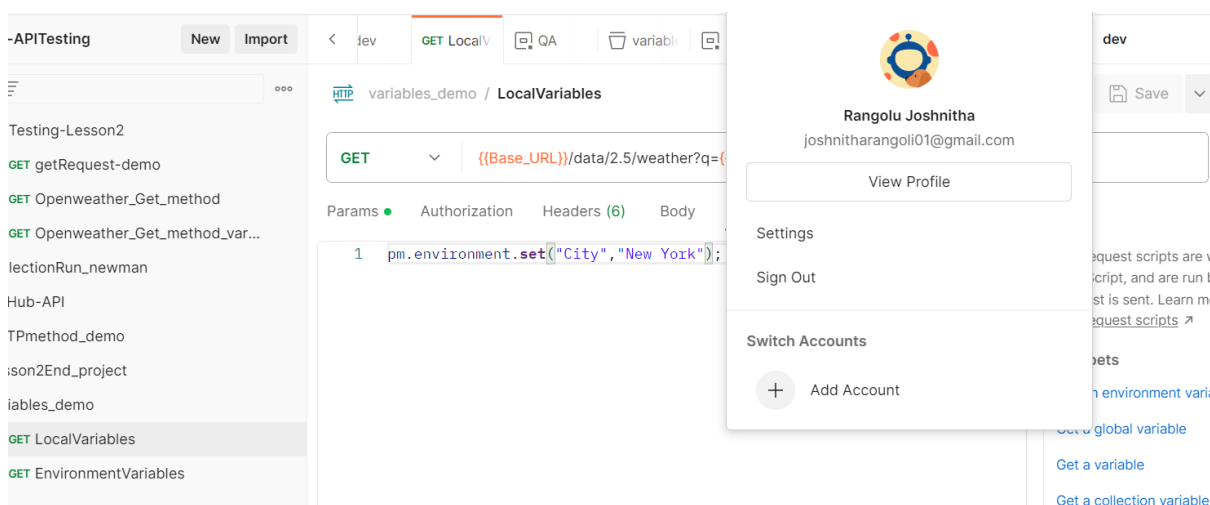 -APITesting New Import
dev GET LocalV QA variabl dev
variables_demo / LocalVariables Save
GET {{Base_URL}}/data/2.5/weather?q={
Params Authorization Headers (6) Body
1 pm.environment.set("City","New York");
Testing-Lesson2
GET getRequest-demo
GET Openweather_Get_method
GET Openweather_Get_method_var...
lectionRun_newman
Hub-API
TPmethod_demo
sson2End_project
iables_demo
GET LocalVariables
GET EnvironmentVariables
Rangolu Joshnitha
joshnitharangoli01@gmail.com
View Profile
Settings
Sign Out
Switch Accounts
Add Account
equest scripts are
Script, and are run
st is sent. Learn m
equest scripts
ets
n environment vari
Get a global variable
Get a variable
Get a collection variable